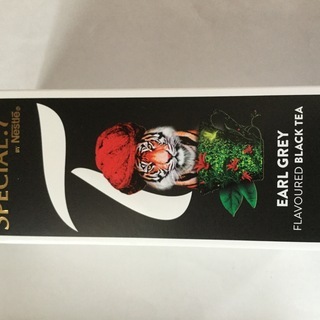 SPECIAL.T
BY Nestlé®
EARL GREY
FLAVOURED BLACK TEA